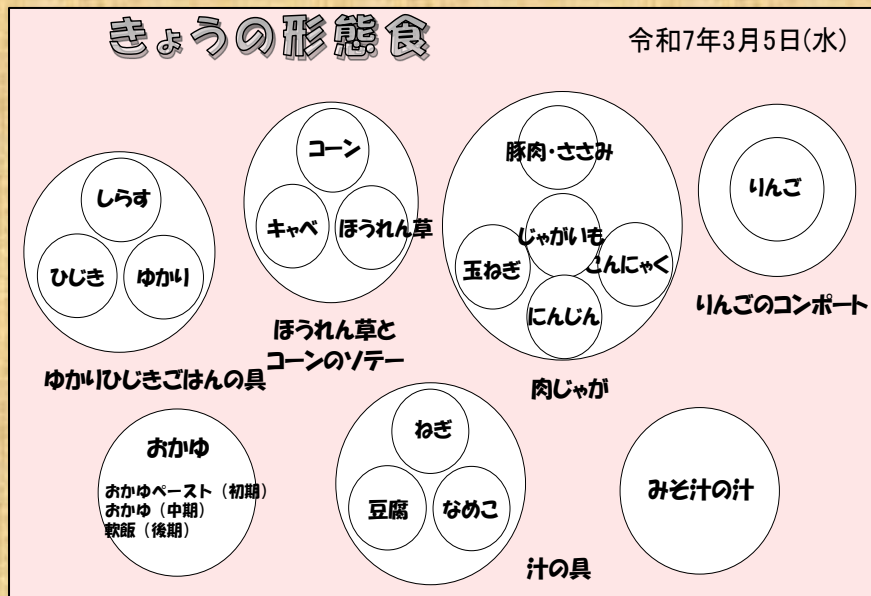 きょうの形態食
令和7年3月5日(水)
しらす
ひじき
ゆかり
ゆかりひじきごはんの具
コーン
キャベ
ほうれん草
ほうれん草と
コーンのソテー
豚肉・ささみ
じゃがいも
玉ねぎ
こんにゃく
にんじん
肉じゃが
りんご
りんごのコンポート
おかゆ
おかゆペースト（初期）
おかゆ（中期）
軟飯（後期）
ねぎ
豆腐
なめこ
汁の具
みそ汁の汁